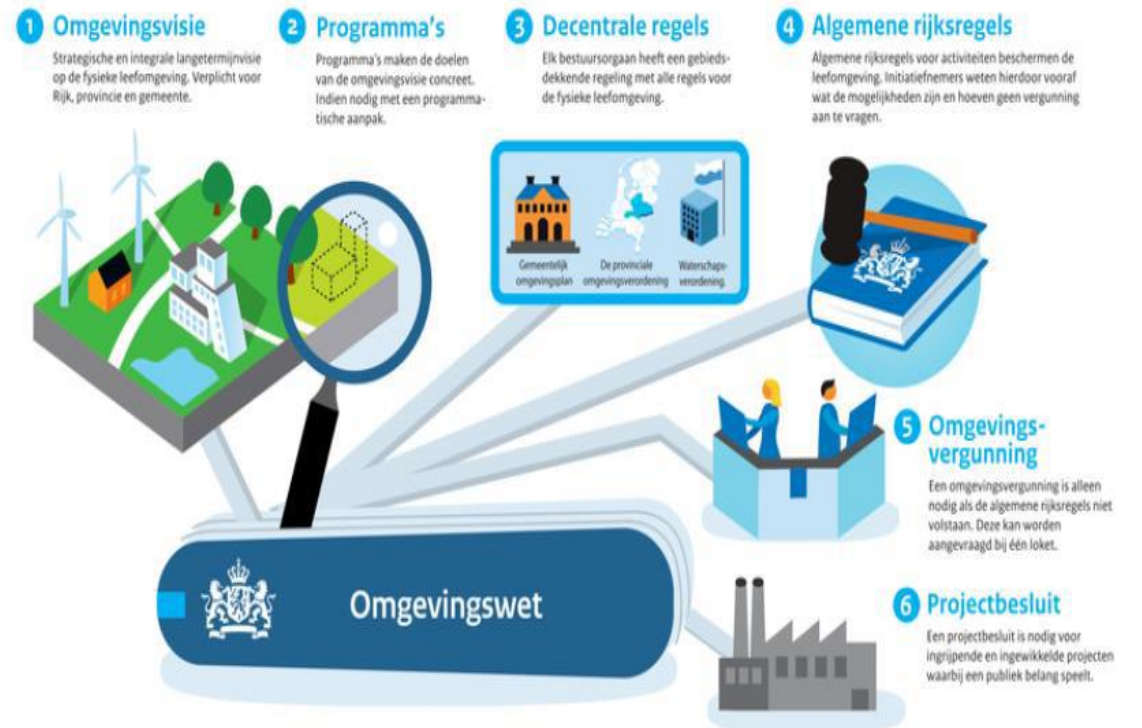 1 Omgevingsvisie
Strategische en integrale langetermijnvisie
op de fysieke leefomgeving. Verplicht voor
Rijk, provincie en gemeente.
2 Programma's
Programma's maken de doelen
van de omgevingsvisie concreet.
Indien nodig met een programma-
tische aanpak.
3 Decentrale regels
Elk bestuursorgaan heeft een gebieds-
dekkende regeling met alle regels voor
de fysieke leefomgeving.
4 Algemene rijksregels
Algemene rijksregels voor activiteiten beschermen de
leefomgeving. Initiatiefnemers weten hierdoor vooraf
wat de mogelijkheden zijn en hoeven geen vergunning
aan te vragen.
Gemeentelijk
omgevingsplan
De provinciale
omgevingsverordening
Waterschaps-
verordening.
5 Omgevings-
vergunning
Een omgevingsvergunning is alleen
nodig als de algemene rijksregels niet
volstaan. Deze kan worden
aangevraagd bij één loket.
Omgevingswet
6 Projectbesluit
Een projectbesluit is nodig voor
ingrijpende en ingewikkelde projecten
waarbij een publiek belang speelt.